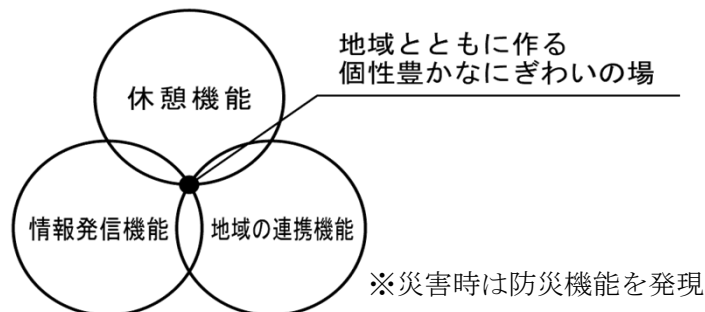 地域とともに作る
個性豊かなにぎわいの場
休憩機能
情報発信機能
地域の連携機能
※災害時は防災機能を発現